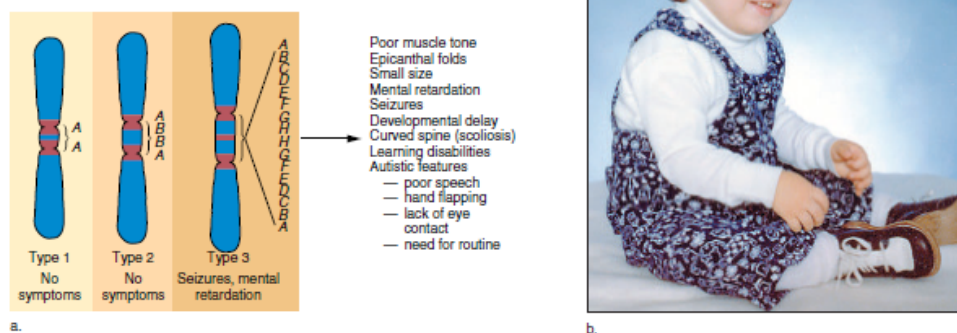 A
A
A
B
B
A
A
B
C
D
E
F
G
H
H
G
F
E
D
C
B
A
Type 1
No
symptoms
Type 2
No
symptoms
Type 3
Seizures, mental
retardation
Poor muscle tone
Epicanthal folds
Small size
Mental retardation
Seizures
Developmental delay
Curved spine (scoliosis)
Learning disabilities
Autistic features
— poor speech
— hand flapping
— lack of eye
contact
— need for routine
a.
b.